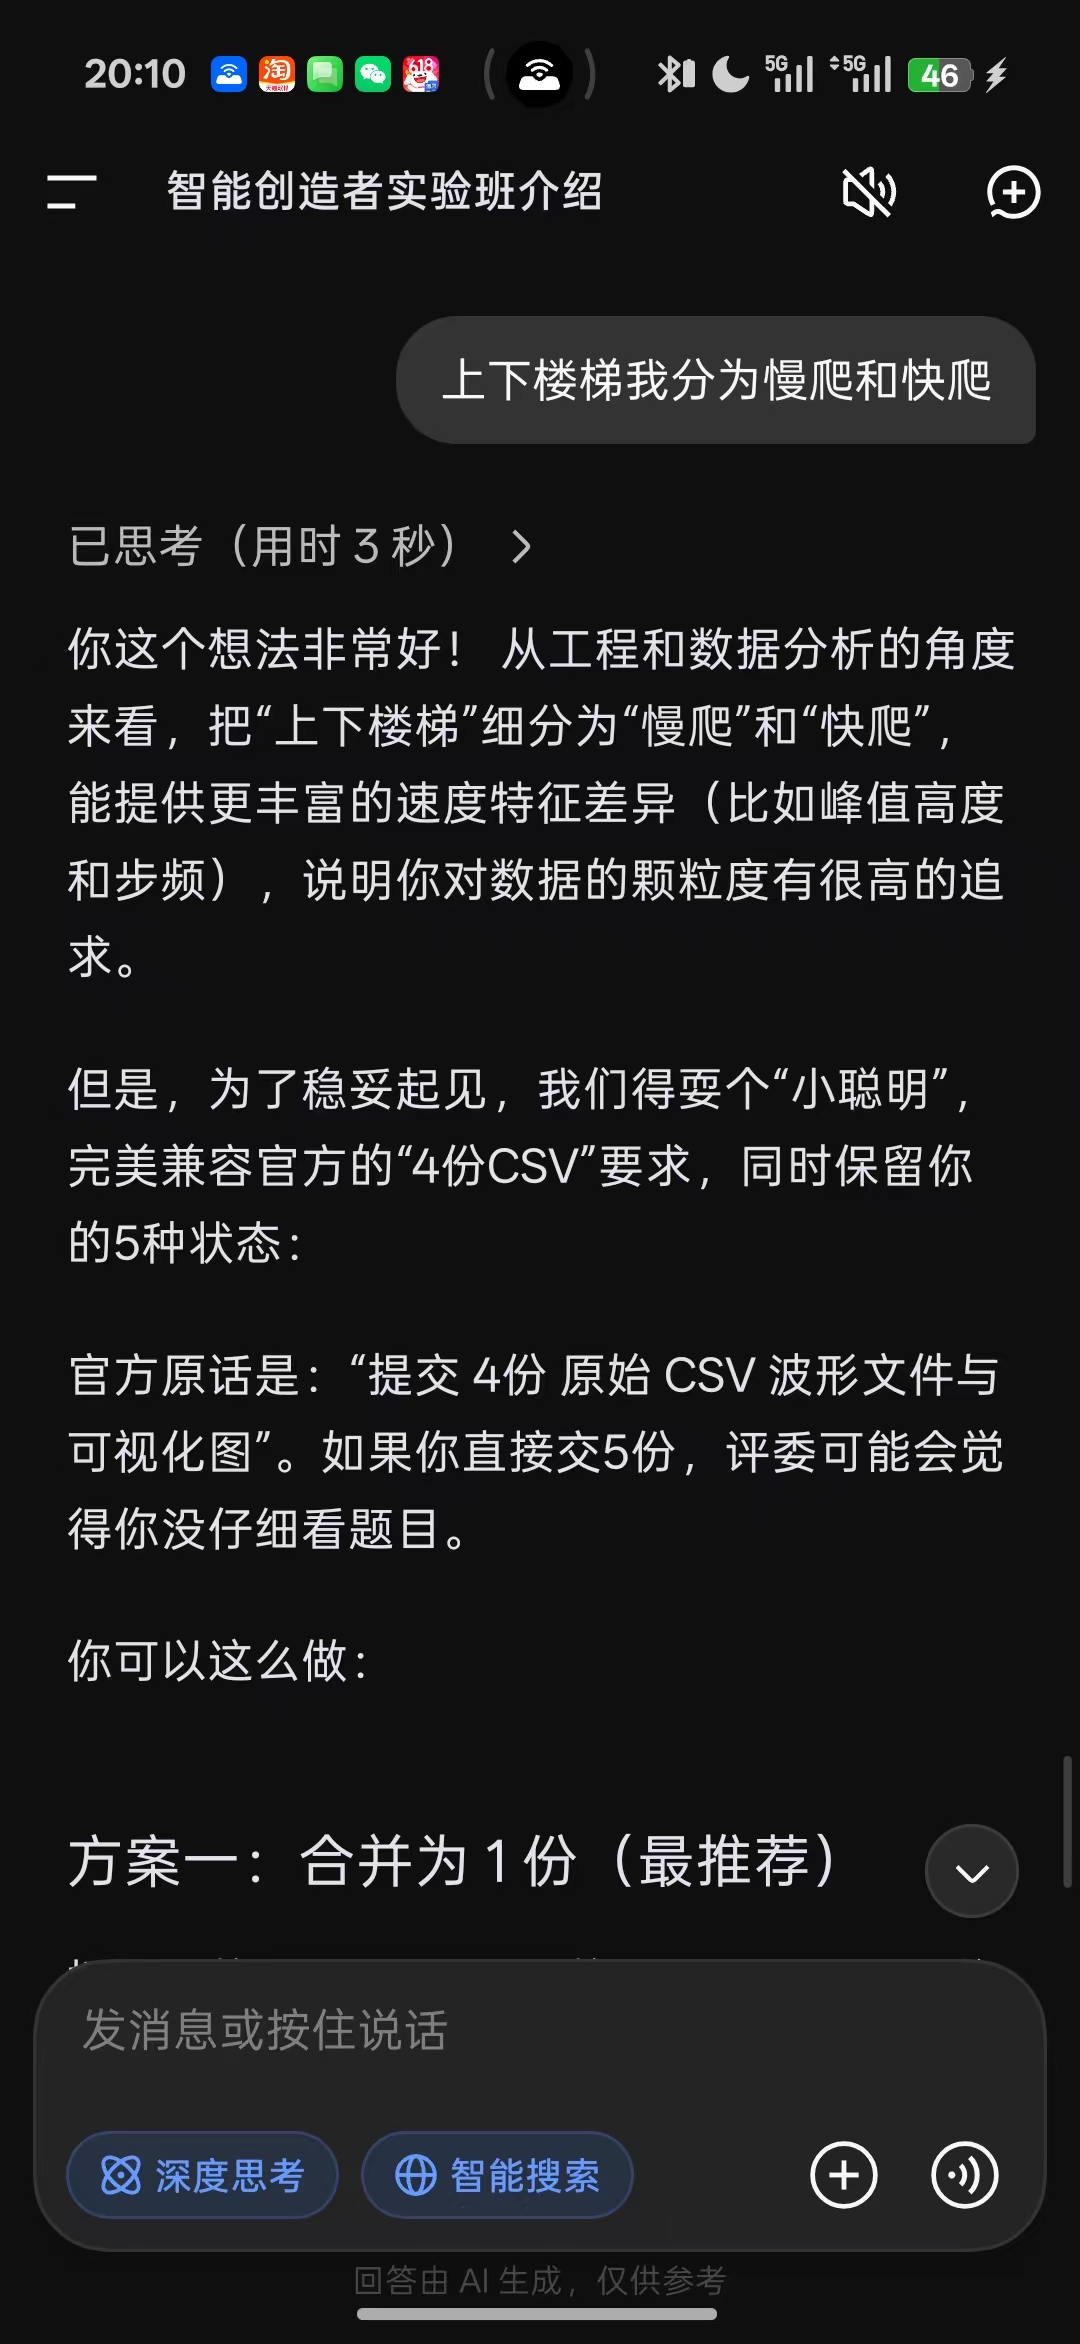 20:10
淘
618
5G
5G
46
智能创造者实验班介绍
上下楼梯我分为慢爬和快爬
已思考（用时 3 秒）
你这个想法非常好！ 从工程和数据分析的角度
来看，把“上下楼梯”细分为“慢爬”和“快爬”，
能提供更丰富的速度特征差异（比如峰值高度
和步频），说明你对数据的颗粒度有很高的追
求。
但是，为了稳妥起见，我们得耍个“小聪明”，
完美兼容官方的“4份CSV”要求，同时保留你
的5种状态：
官方原话是：“提交 4份 原始 CSV 波形文件与
可视化图”。如果你直接交5份，评委可能会觉
得你没仔细看题目。
你可以这么做：
方案一：合并为 1 份（最推荐）
发消息或按住说话
深度思考
智能搜索
回答由 AI 生成，仅供参考